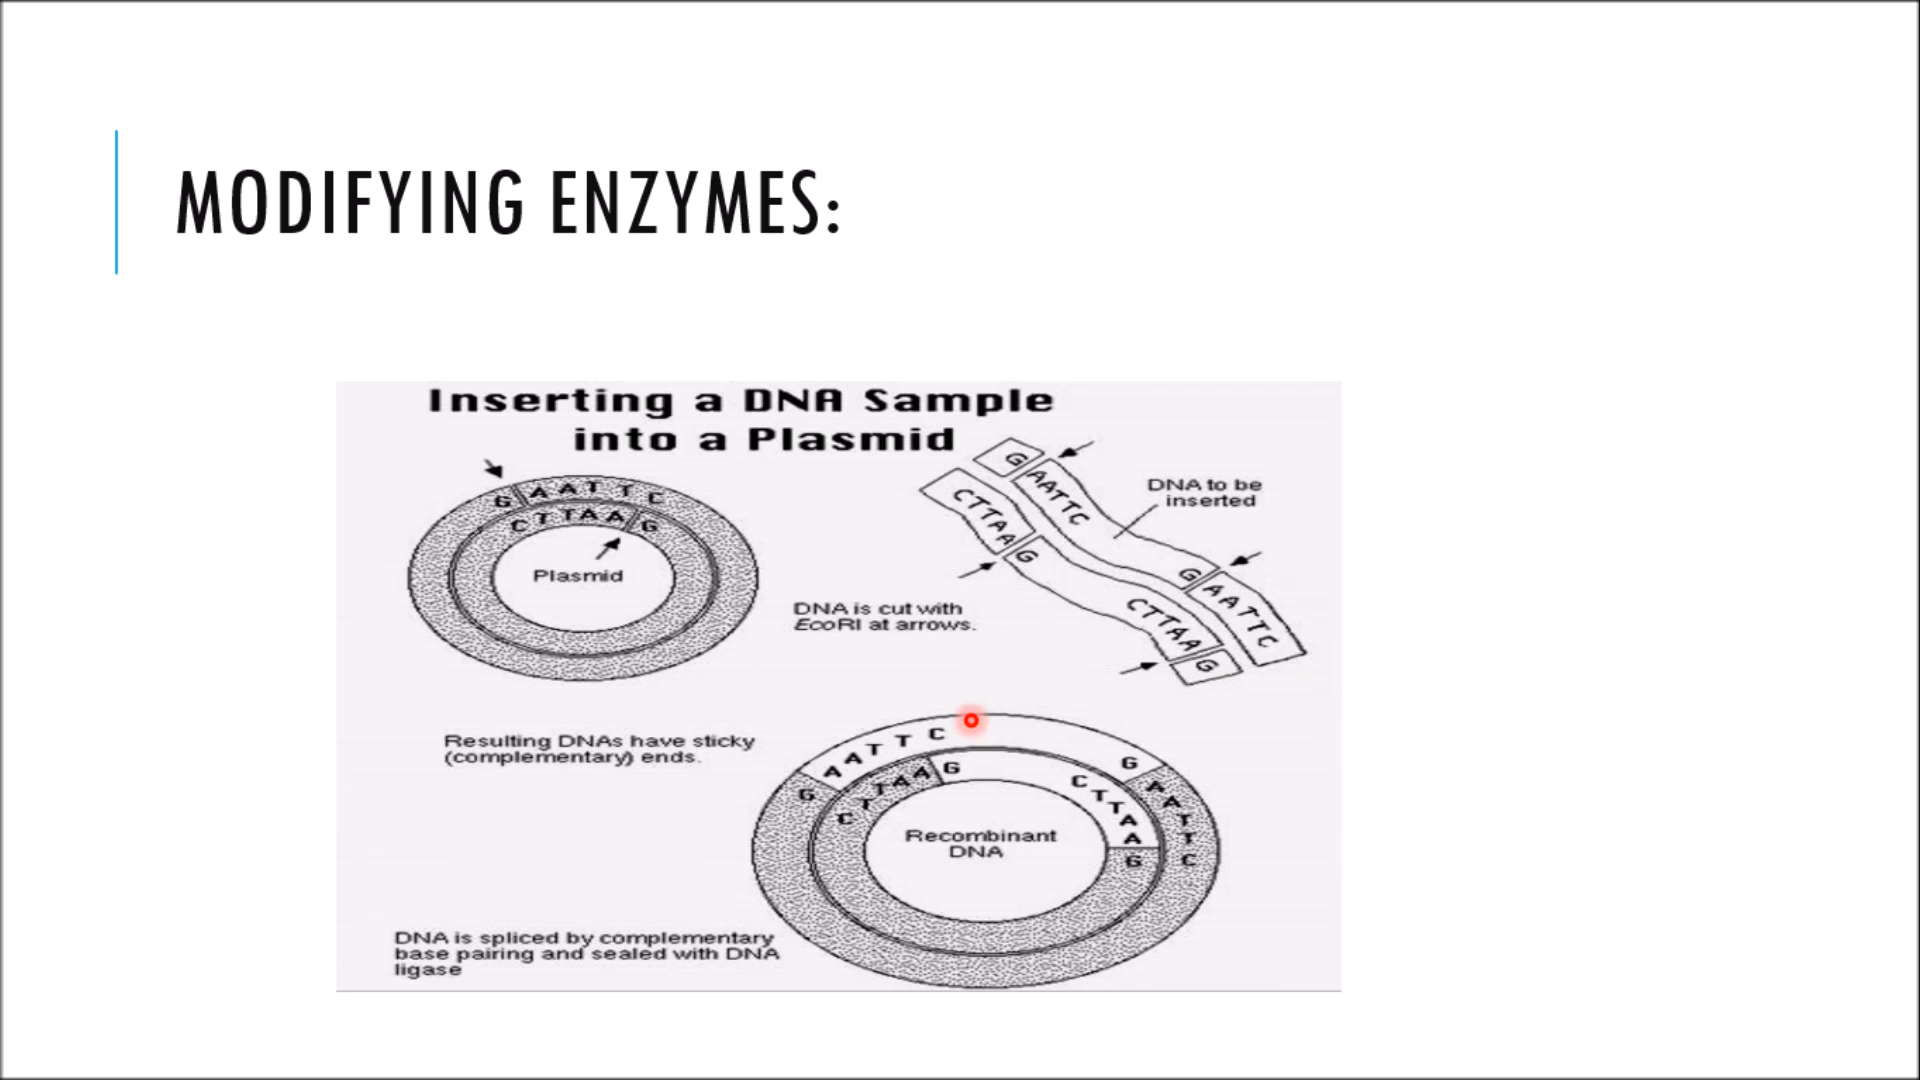 MODIFYING ENZYMES:
Inserting a DNA Sample
into a Plasmid
G AATTC
CTTAA G
Plasmid
G AATTC
CTTAA G
DNA to be
inserted
G AATTC
CTTAA G
DNA is cut with
EcoRI at arrows.
Resulting DNAs have sticky
(complementary) ends.
G AATTC
CTTAA G
G AATTC
CTTAA G
Recombinant
DNA
DNA is spliced by complementary
base pairing and sealed with DNA
ligase